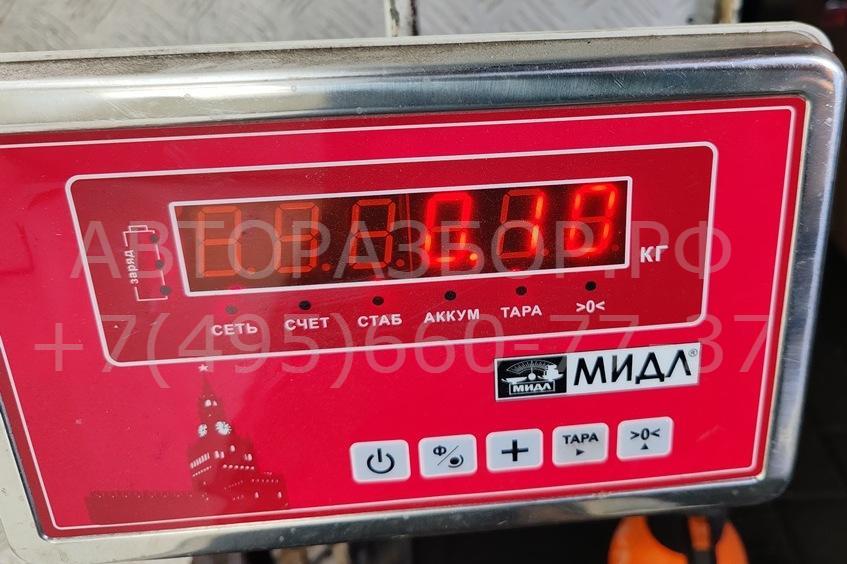 заряд
0.10 КГ
СЕТЬ СЧЕТ СТАБ АККУМ ТАРА >0<
АВТОРАЗБОР.РФ
+7(495)660-77-37
МИДЛ МИДЛ®
Ф/ + ТАРА >0<